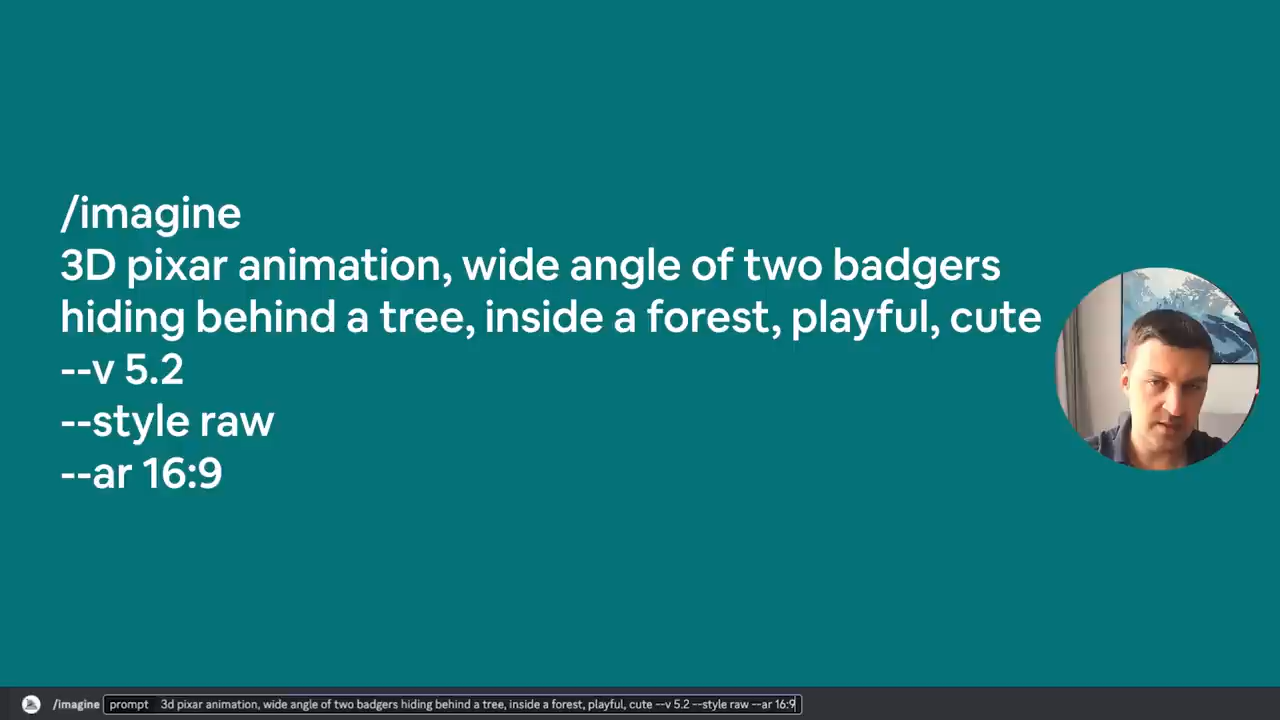 /imagine
3D pixar animation, wide angle of two badgers
hiding behind a tree, inside a forest, playful, cute
--v 5.2
--style raw
--ar 16:9
/imagine prompt 3d pixar animation, wide angle of two badgers hiding behind a tree, inside a forest, playful, cute --v 5.2 --style raw --ar 16:9